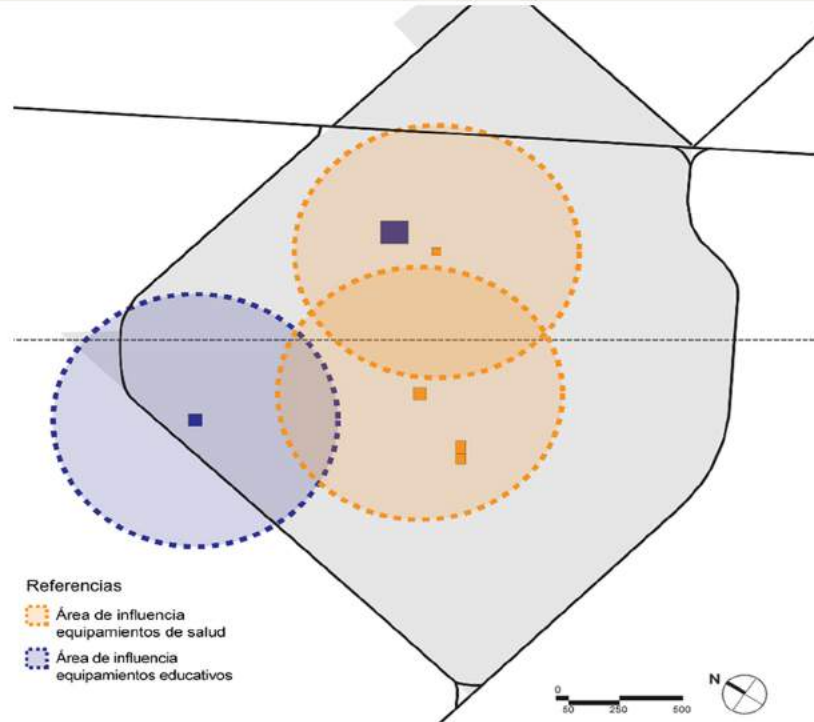 Referencias
Área de influencia
equipamientos de salud
Área de influencia
equipamientos educativos
0
50 250 500
N